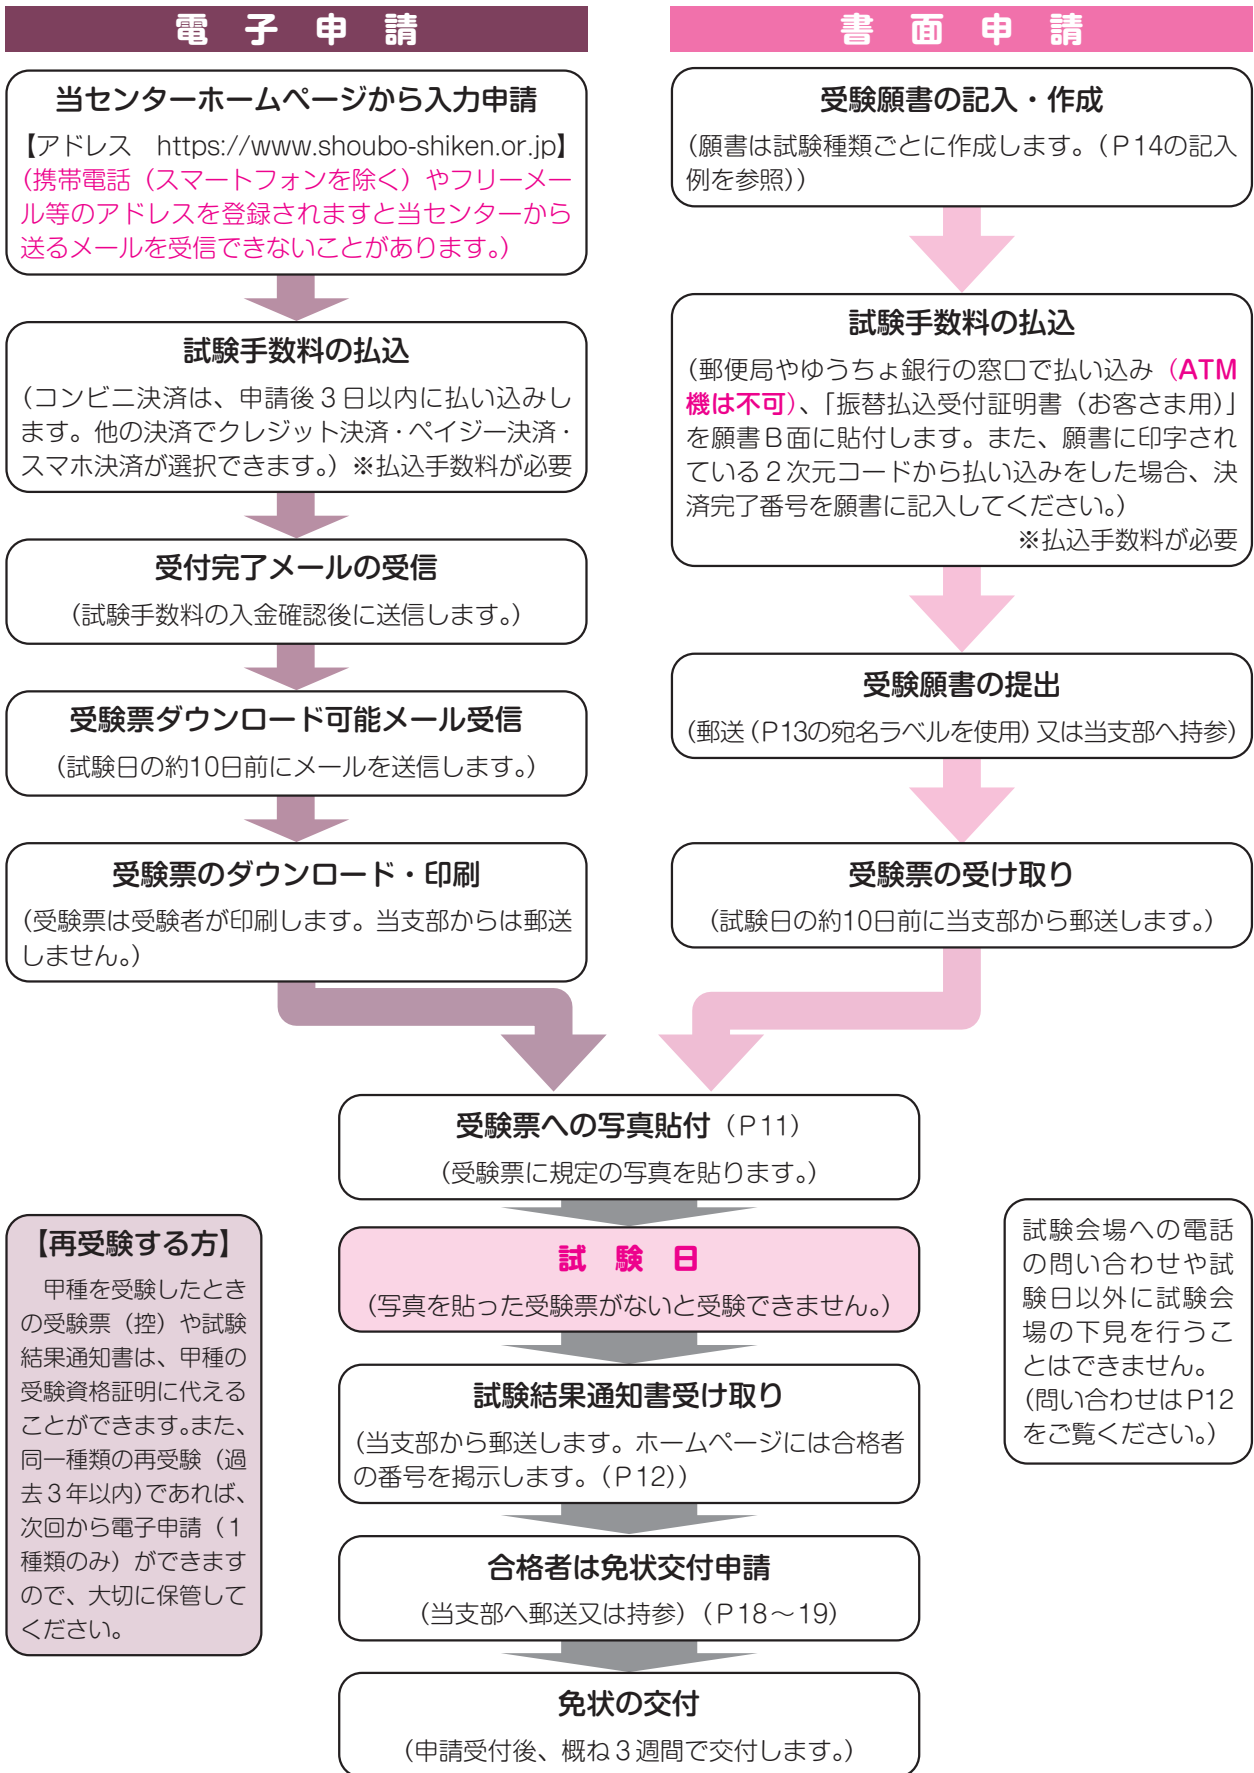 電子申請
当センターホームページから入力申請
【アドレス　https://www.shoubo-shiken.or.jp】
（携帯電話（スマートフォンを除く）やフリーメー
ル等のアドレスを登録されますと当センターから
送るメールを受信できないことがあります。）
試験手数料の払込
（コンビニ決済は、申請後３日以内に払い込みし
ます。他の決済でクレジット決済・ペイジー決済・
スマホ決済が選択できます。）※払込手数料が必要
受付完了メールの受信
（試験手数料の入金確認後に送信します。）
受験票ダウンロード可能メール受信
（試験日の約10日前にメールを送信します。）
受験票のダウンロード・印刷
（受験票は受験者が印刷します。当支部からは郵送
しません。）
書面申請
受験願書の記入・作成
（願書は試験種類ごとに作成します。（Ｐ14の記入
例を参照））
試験手数料の払込
（郵便局やゆうちょ銀行の窓口で払い込み（ATM
機は不可）、「振替払込受付証明書（お客さま用）」
を願書Ｂ面に貼付します。また、願書に印字され
ている２次元コードから払い込みをした場合、決
済完了番号を願書に記入してください。）
※払込手数料が必要
受験願書の提出
（郵送（Ｐ13の宛名ラベルを使用）又は当支部へ持参）
受験票の受け取り
（試験日の約10日前に当支部から郵送します。）
受験票への写真貼付（Ｐ11）
（受験票に規定の写真を貼ります。）
試験日
（写真を貼った受験票がないと受験できません。）
試験結果通知書受け取り
（当支部から郵送します。ホームページには合格者
の番号を掲示します。（Ｐ12））
合格者は免状交付申請
（当支部へ郵送又は持参）（Ｐ18～19）
免状の交付
（申請受付後、概ね３週間で交付します。）
【再受験する方】
　甲種を受験したとき
の受験票（控）や試験
結果通知書は、甲種の
受験資格証明に代える
ことができます。また、
同一種類の再受験（過
去３年以内）であれば、
次回から電子申請（１
種類のみ）ができます
ので、大切に保管して
ください。
試験会場への電話
の問い合わせや試
験日以外に試験会
場の下見を行うこ
とはできません。
（問い合わせはＰ12
をご覧ください。）